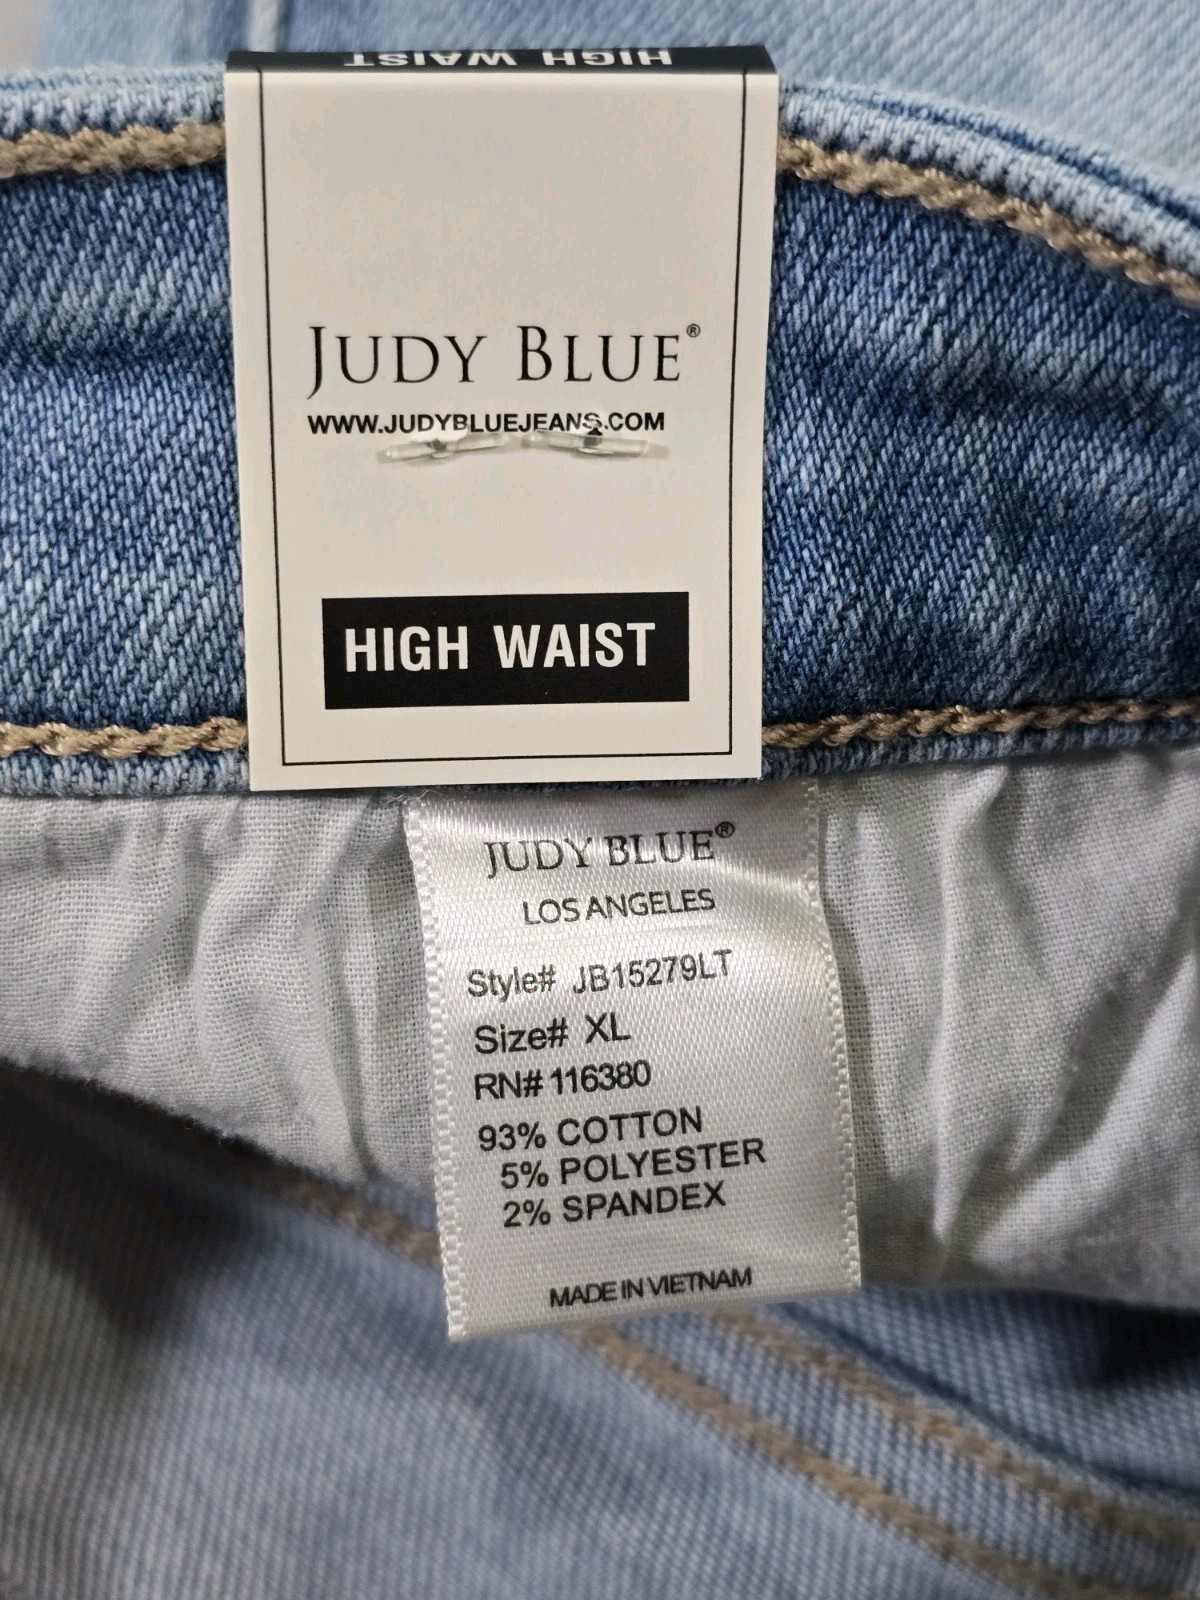 HIGH WAIST
JUDY BLUE®
WWW.JUDYBLUEJEANS.COM
HIGH WAIST
JUDY BLUE®
LOS ANGELES
Style# JB15279LT
Size# XL
RN# 116380
93% COTTON
5% POLYESTER
2% SPANDEX
MADE IN VIETNAM